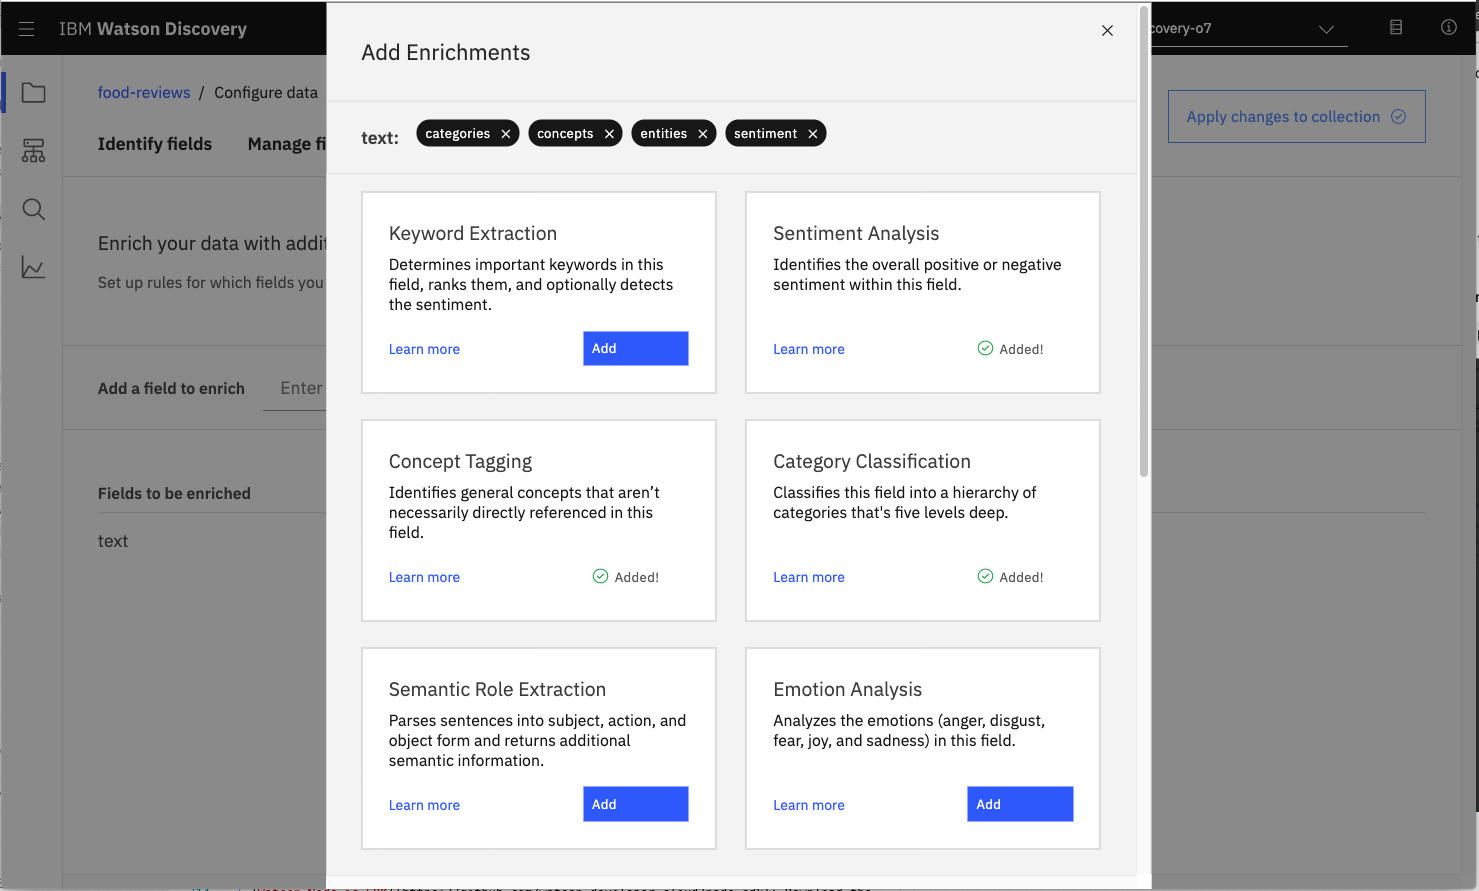 IBM Watson Discovery
covery-o7
food-reviews / Configure data
Identify fields
Manage fi
Apply changes to collection
Enrich your data with addit
Set up rules for which fields you
Add a field to enrich
Enter
Fields to be enriched
text
Add Enrichments
text:
categories
concepts
entities
sentiment
Keyword Extraction
Determines important keywords in this
field, ranks them, and optionally detects
the sentiment.
Learn more
Add
Sentiment Analysis
Identifies the overall positive or negative
sentiment within this field.
Learn more
Added!
Concept Tagging
Identifies general concepts that aren’t
necessarily directly referenced in this
field.
Learn more
Added!
Category Classification
Classifies this field into a hierarchy of
categories that's five levels deep.
Learn more
Added!
Semantic Role Extraction
Parses sentences into subject, action, and
object form and returns additional
semantic information.
Learn more
Add
Emotion Analysis
Analyzes the emotions (anger, disgust,
fear, joy, and sadness) in this field.
Learn more
Add